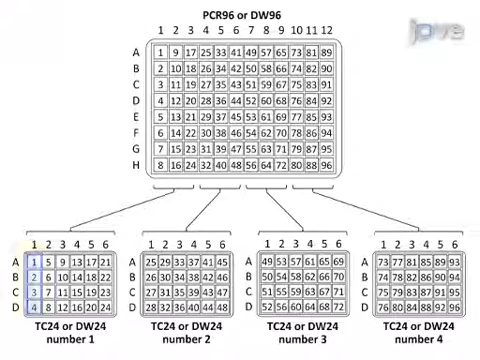 PCR96 or DW96
jove
1 2 3 4 5 6 7 8 9 10 11 12
A 1 9 17 25 33 41 49 57 65 73 81 89
B 2 10 18 26 34 42 50 58 66 74 82 90
C 3 11 19 27 35 43 51 59 67 75 83 91
D 4 12 20 28 36 44 52 60 68 76 84 92
E 5 13 21 29 37 45 53 61 69 77 85 93
F 6 14 22 30 38 46 54 62 70 78 86 94
G 7 15 23 31 39 47 55 63 71 79 87 95
H 8 16 24 32 40 48 56 64 72 80 88 96
1 2 3 4 5 6
A 1 5 9 13 17 21
B 2 6 10 14 18 22
C 3 7 11 15 19 23
D 4 8 12 16 20 24
TC24 or DW24
number 1
1 2 3 4 5 6
A 25 29 33 37 41 45
B 26 30 34 38 42 46
C 27 31 35 39 43 47
D 28 32 36 40 44 48
TC24 or DW24
number 2
1 2 3 4 5 6
A 49 53 57 61 65 69
B 50 54 58 62 66 70
C 51 55 59 63 67 71
D 52 56 60 64 68 72
TC24 or DW24
number 3
1 2 3 4 5 6
A 73 77 81 85 89 93
B 74 78 82 86 90 94
C 75 79 83 87 91 95
D 76 80 84 88 92 96
TC24 or DW24
number 4